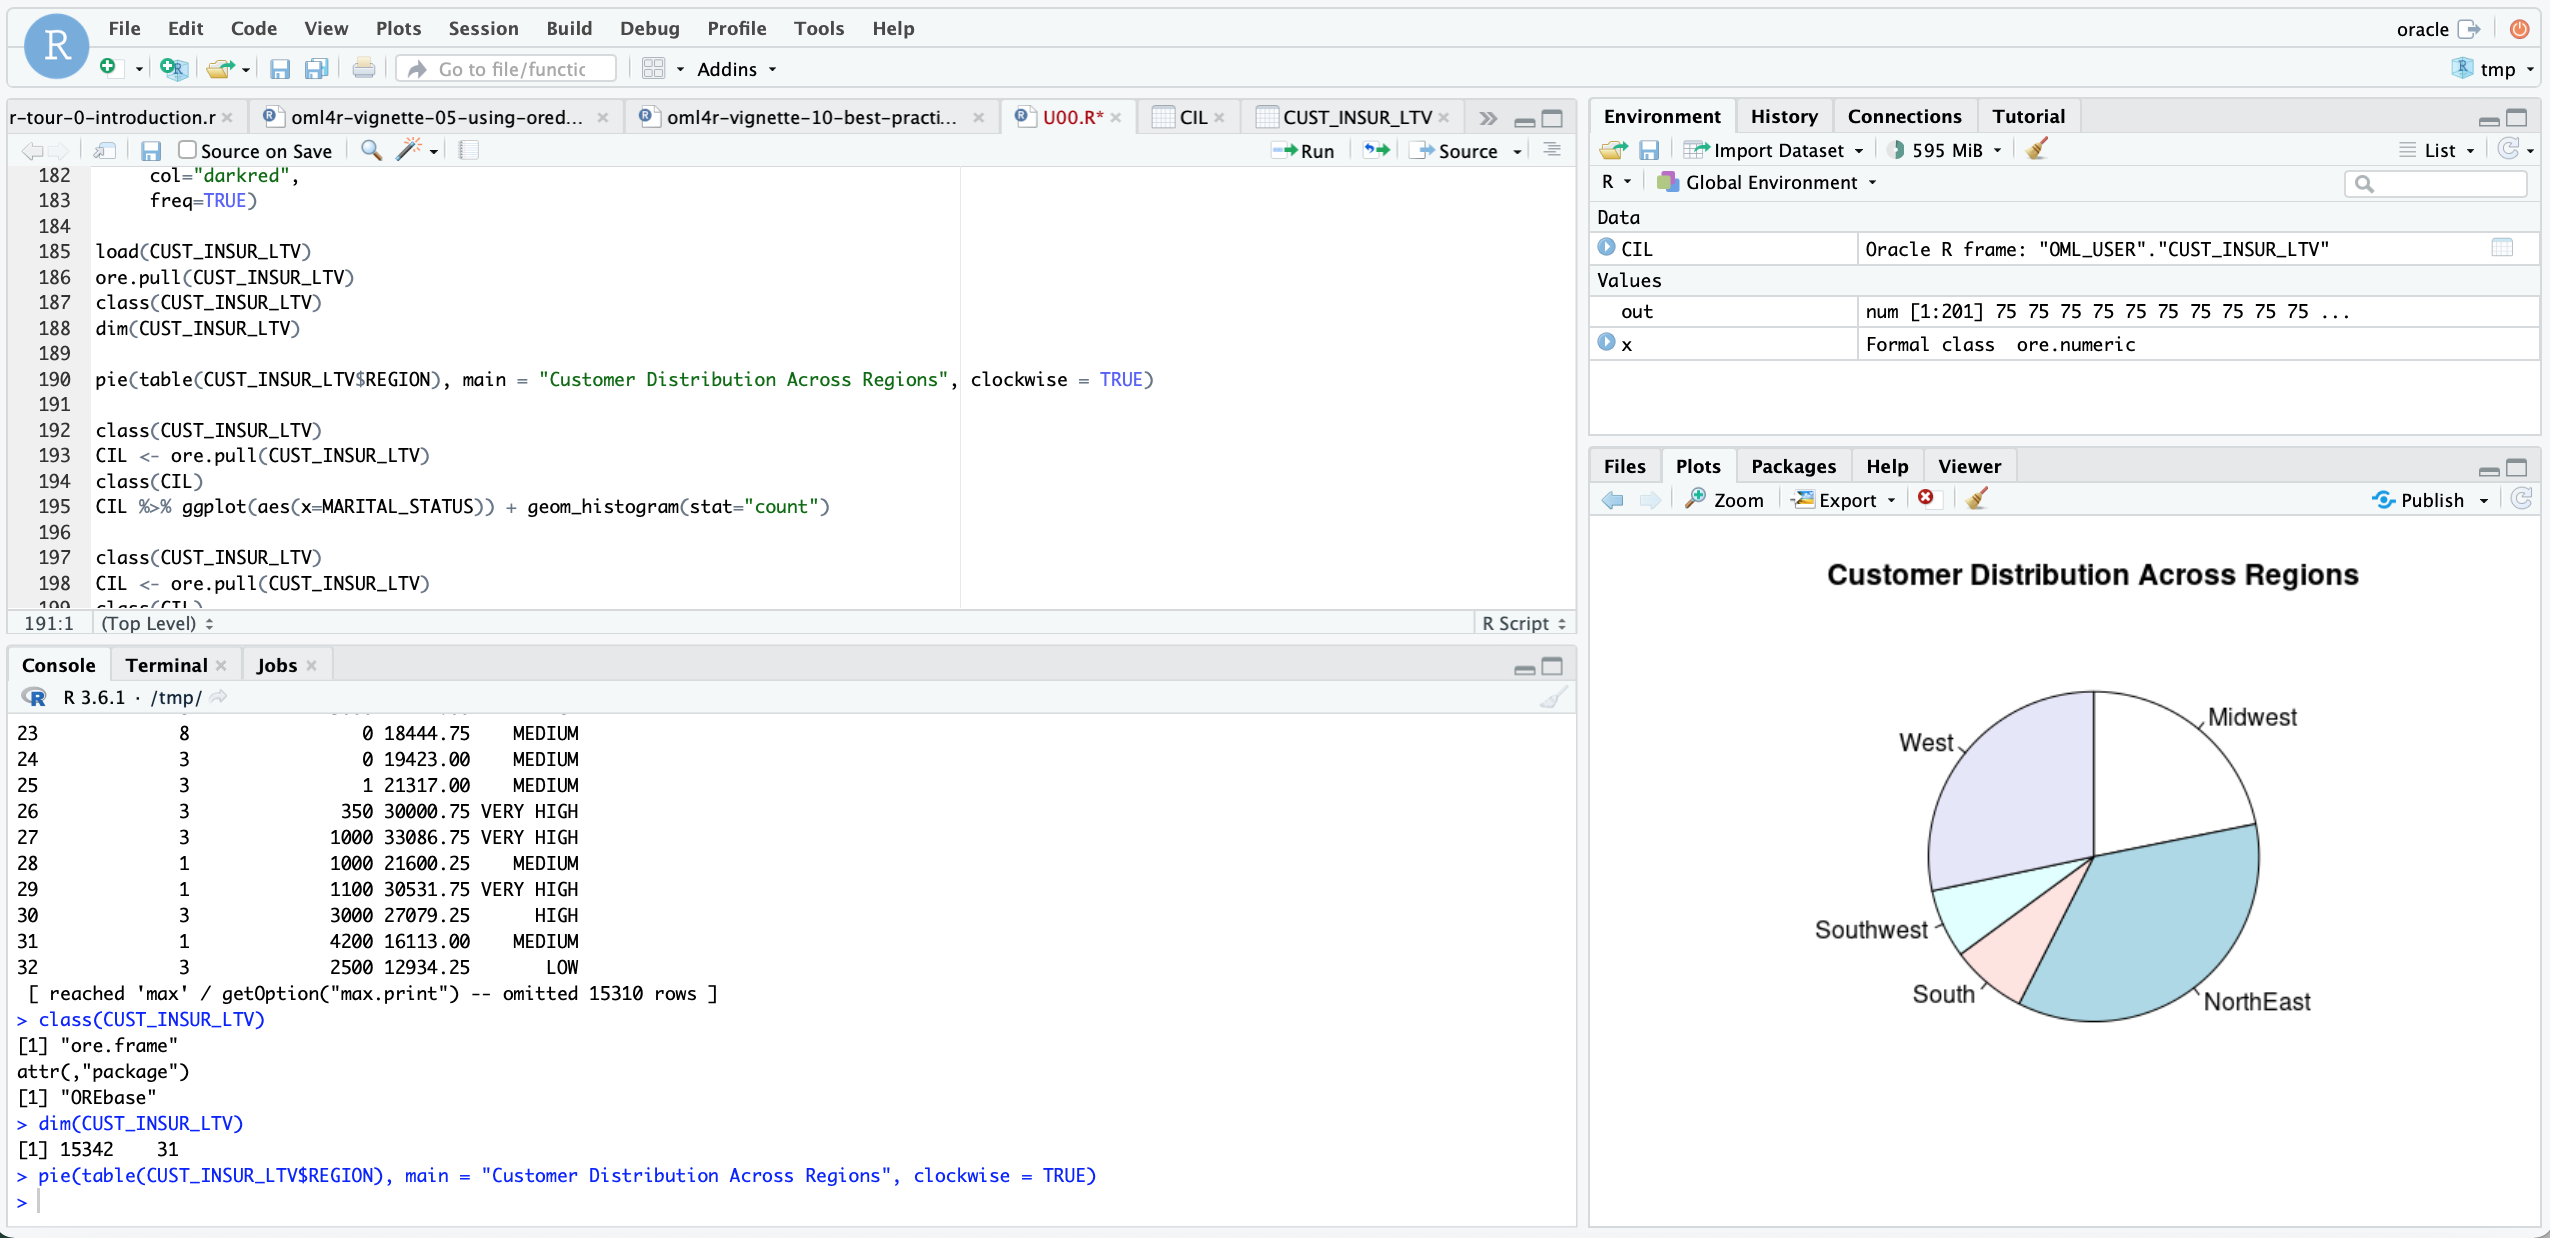 R File Edit Code View Plots Session Build Debug Profile Tools Help oracle
Go to file/functic Addins tmp
r-tour-0-introduction.r oml4r-vignette-05-using-ored... oml4r-vignette-10-best-practi... U00.R* CIL CUST_INSUR_LTV
Source on Save Run Source
182 col="darkred",
183 freq=TRUE)
184
185 load(CUST_INSUR_LTV)
186 ore.pull(CUST_INSUR_LTV)
187 class(CUST_INSUR_LTV)
188 dim(CUST_INSUR_LTV)
189
190 pie(table(CUST_INSUR_LTV$REGION), main = "Customer Distribution Across Regions", clockwise = TRUE)
191
192 class(CUST_INSUR_LTV)
193 CIL <- ore.pull(CUST_INSUR_LTV)
194 class(CIL)
195 CIL %>% ggplot(aes(x=MARITAL_STATUS)) + geom_histogram(stat="count")
196
197 class(CUST_INSUR_LTV)
198 CIL <- ore.pull(CUST_INSUR_LTV)
199 class(CIL)
191:1 (Top Level) R Script
Console Terminal Jobs
R 3.6.1 · /tmp/
23 8 0 18444.75 MEDIUM
24 3 0 19423.00 MEDIUM
25 3 1 21317.00 MEDIUM
26 3 350 30000.75 VERY HIGH
27 3 1000 33086.75 VERY HIGH
28 1 1000 21600.25 MEDIUM
29 1 1100 30531.75 VERY HIGH
30 3 3000 27079.25 HIGH
31 1 4200 16113.00 MEDIUM
32 3 2500 12934.25 LOW
[ reached 'max' / getOption("max.print") -- omitted 15310 rows ]
> class(CUST_INSUR_LTV)
[1] "ore.frame"
attr(,"package")
[1] "OREbase"
> dim(CUST_INSUR_LTV)
[1] 15342 31
> pie(table(CUST_INSUR_LTV$REGION), main = "Customer Distribution Across Regions", clockwise = TRUE)
>
Environment History Connections Tutorial
Import Dataset 595 MiB List
R Global Environment
Data
CIL Oracle R frame: "OML_USER"."CUST_INSUR_LTV"
Values
out num [1:201] 75 75 75 75 75 75 75 75 75 75 ...
x Formal class ore.numeric
Files Plots Packages Help Viewer
Zoom Export Publish
Customer Distribution Across Regions
Midwest
West
Southwest
South
NorthEast